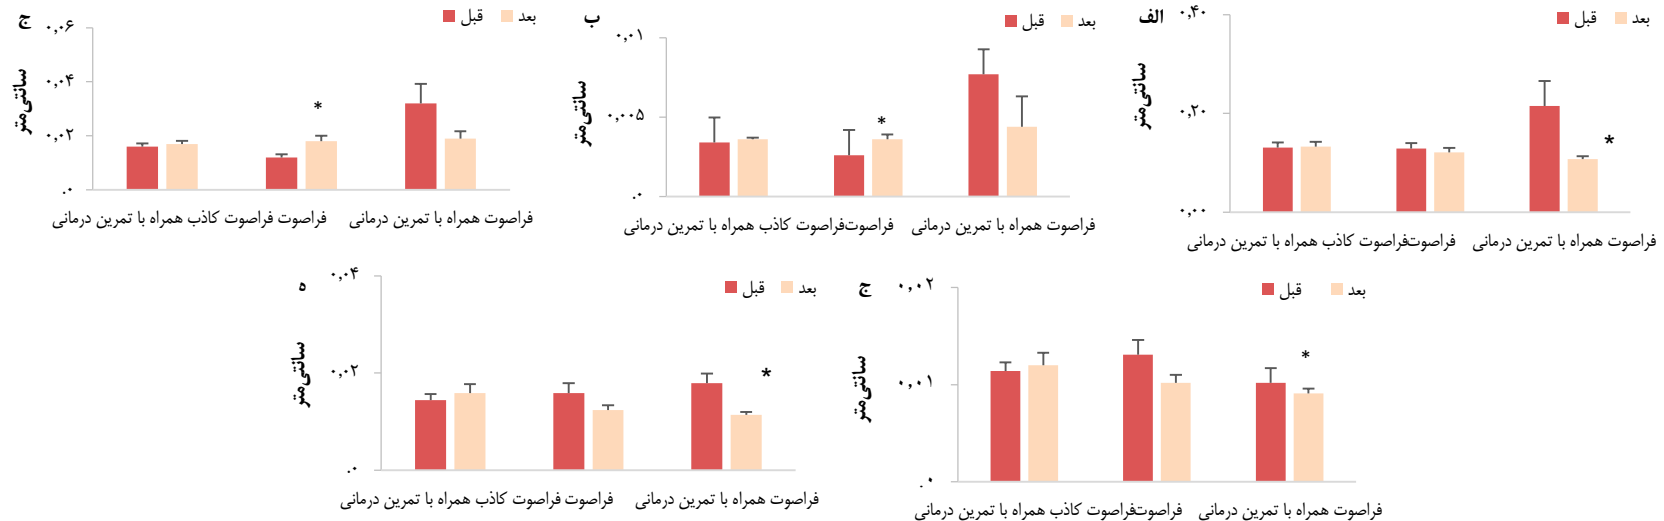 الف
قبل بعد
سانتی‌متر
۰,۴۰
۰,۲۰
۰,۰۰
فراصوت کاذب همراه با تمرین درمانی فراصوت فراصوت همراه با تمرین درمانی
*
ب
قبل بعد
سانتی‌متر
۰,۰۱
۰,۰۰۵
۰.
فراصوت کاذب همراه با تمرین درمانی فراصوت فراصوت همراه با تمرین درمانی
*
ج
قبل بعد
سانتی‌متر
۰,۰۶
۰,۰۴
۰,۰۲
۰.
فراصوت کاذب همراه با تمرین درمانی فراصوت فراصوت همراه با تمرین درمانی
*
ج
قبل بعد
سانتی‌متر
۰,۰۲
۰,۰۱
۰.
فراصوت کاذب همراه با تمرین درمانی فراصوت فراصوت همراه با تمرین درمانی
*
ه
قبل بعد
سانتی‌متر
۰,۰۴
۰,۰۲
۰.
فراصوت کاذب همراه با تمرین درمانی فراصوت فراصوت همراه با تمرین درمانی
*